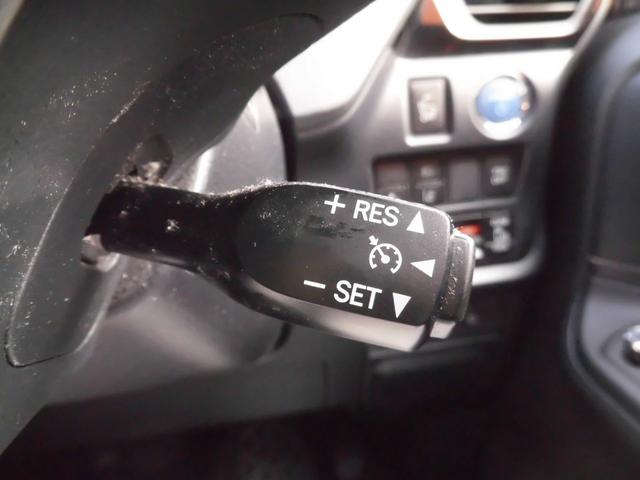 + RES ▲
◀
− SET ▼